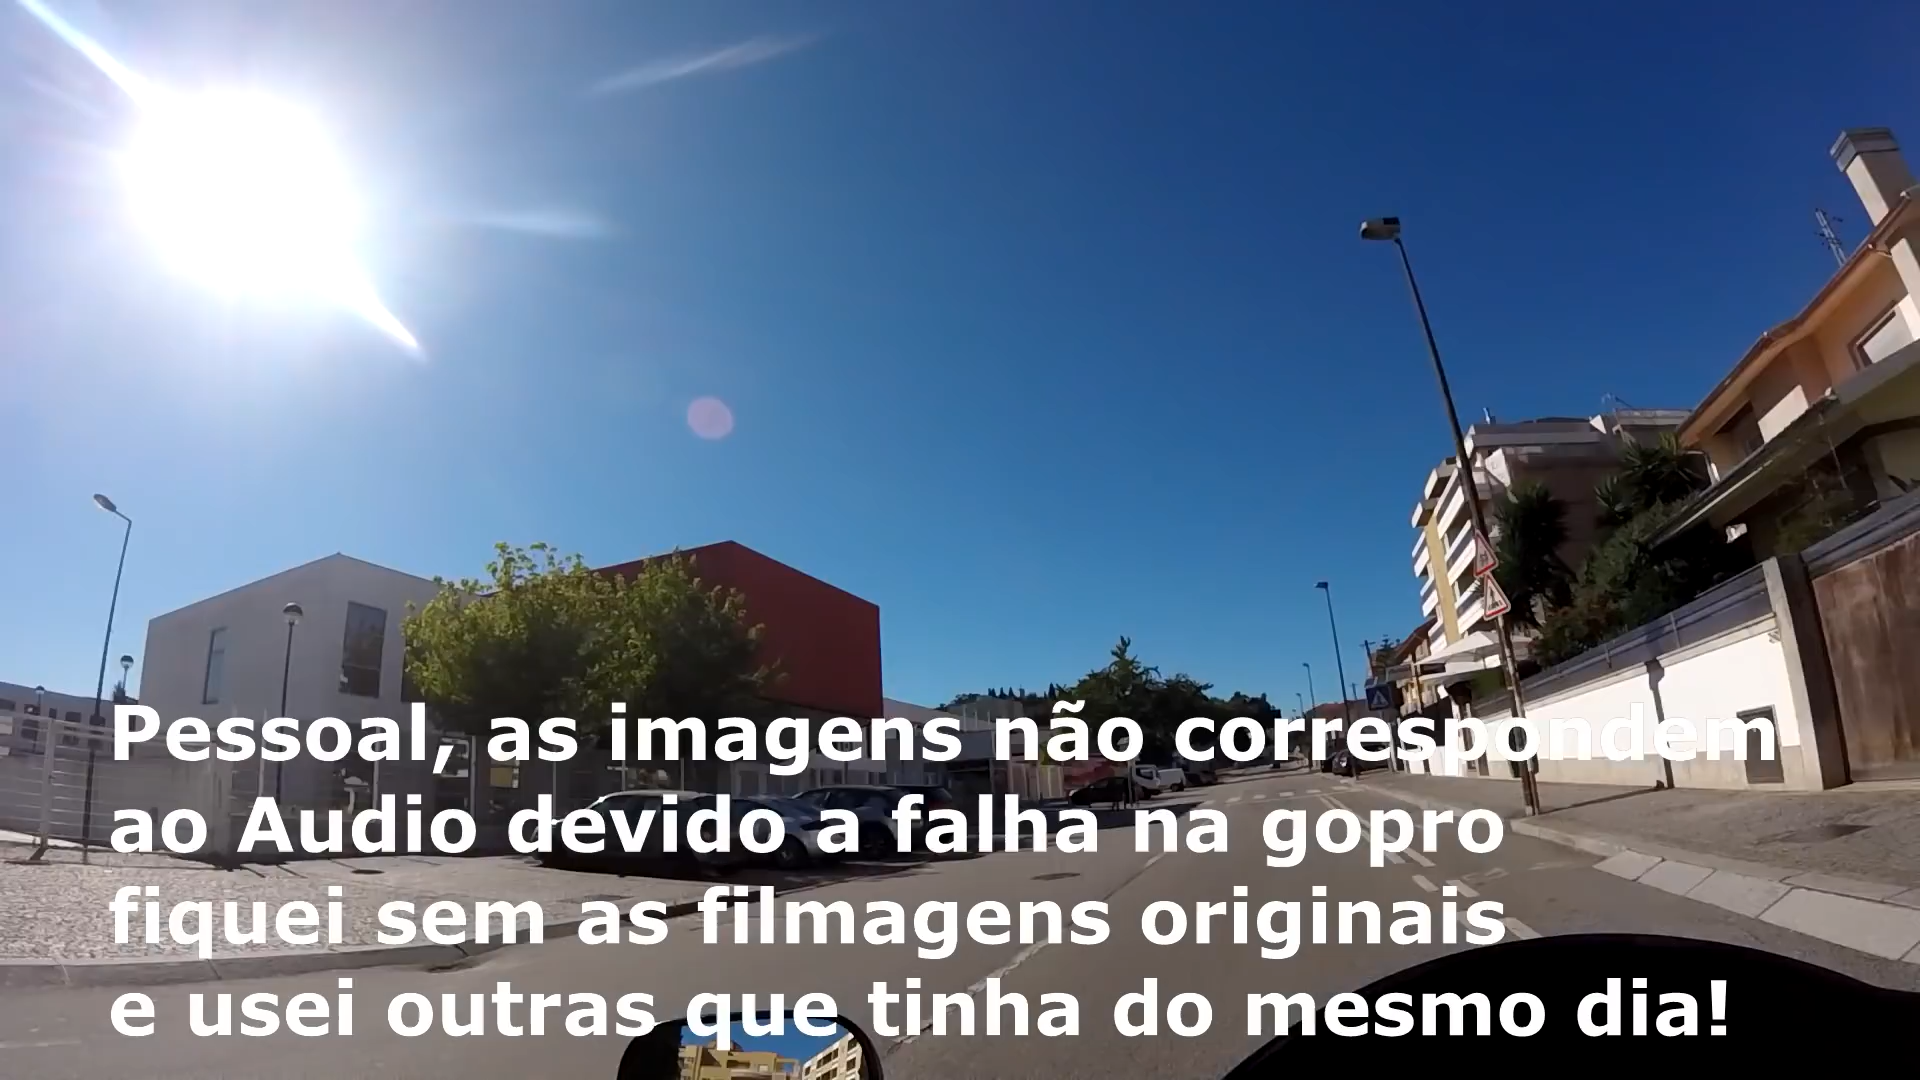 Pessoal, as imagens não correspondem
ao Audio devido a falha na gopro
fiquei sem as filmagens originais
e usei outras que tinha do mesmo dia!